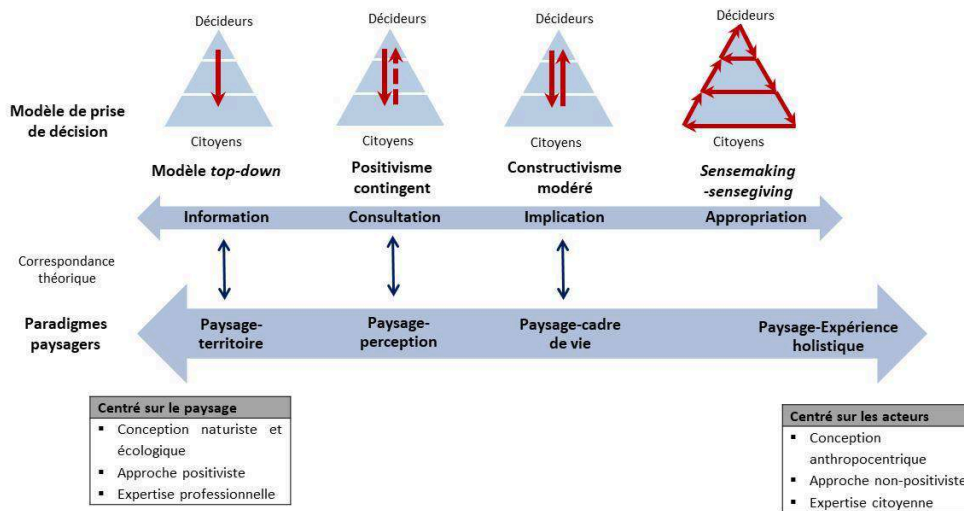 Décideurs
Décideurs
Décideurs
Décideurs
Modèle de prise
de décision
Citoyens
Citoyens
Citoyens
Citoyens
Modèle top-down
Positivisme
contingent
Constructivisme
modéré
Sensemaking
-sensegiving
Information
Consultation
Implication
Appropriation
Correspondance
théorique
Paradigmes
paysagers
Paysage-
territoire
Paysage-
perception
Paysage-cadre
de vie
Paysage-Expérience
holistique
Centré sur le paysage
▪ Conception naturiste et
écologique
▪ Approche positiviste
▪ Expertise professionnelle
Centré sur les acteurs
▪ Conception
anthropocentrique
▪ Approche non-positiviste
▪ Expertise citoyenne